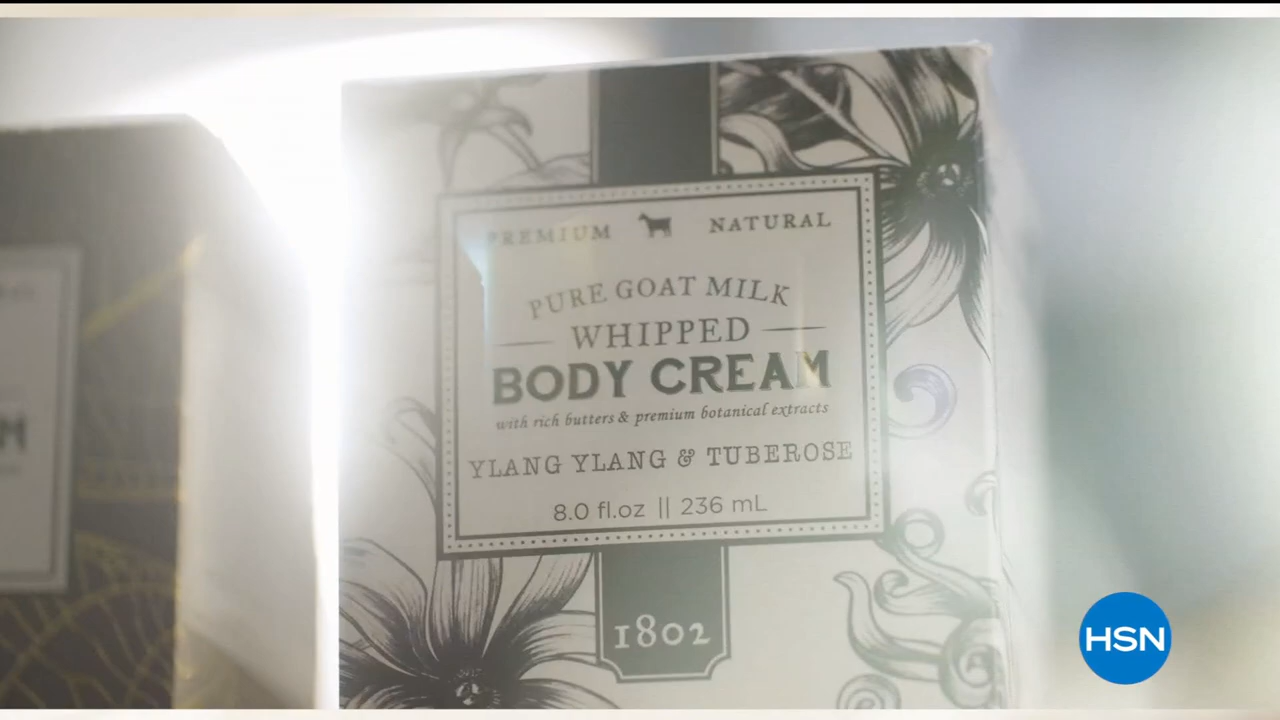 PREMIUM NATURAL
PURE GOAT MILK
WHIPPED
BODY CREAM
with rich butters & premium botanical extracts
YLANG YLANG & TUBEROSE
8.0 fl.oz || 236 mL
1802
HSN